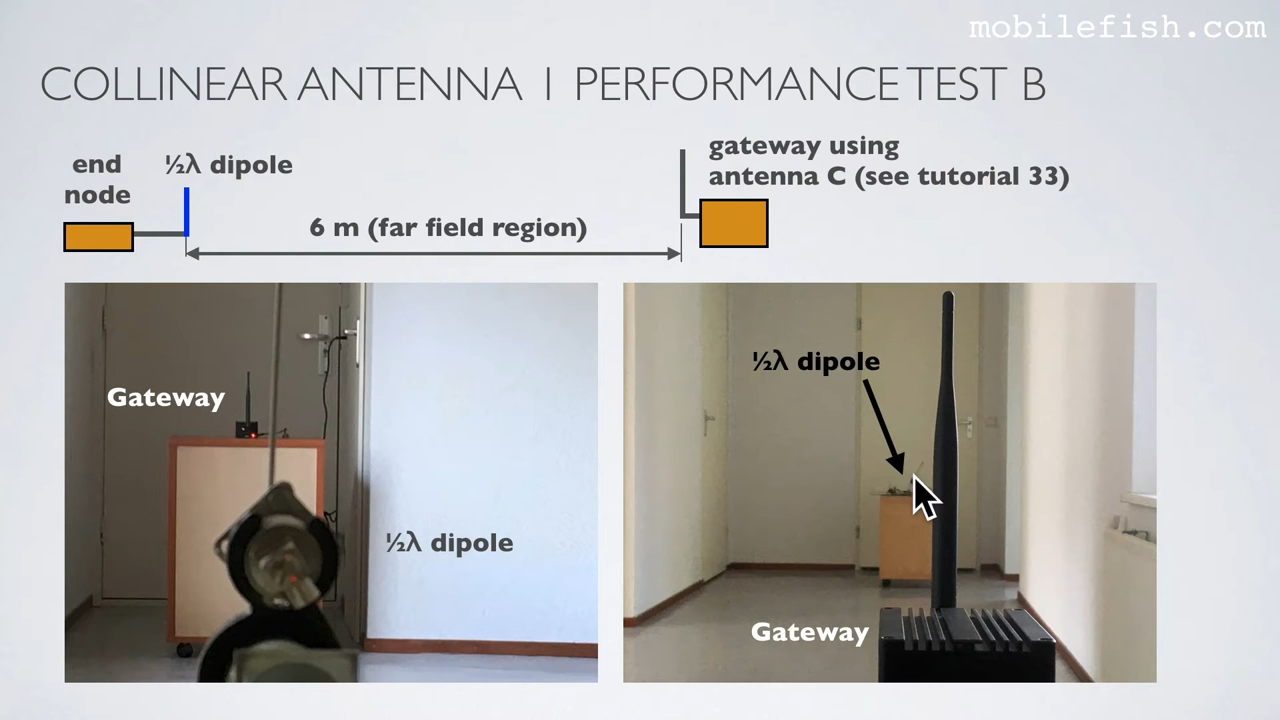 mobilefish.com
COLLINEAR ANTENNA 1 PERFORMANCE TEST B
end
node
½λ dipole
6 m (far field region)
gateway using
antenna C (see tutorial 33)
Gateway
½λ dipole
½λ dipole
Gateway